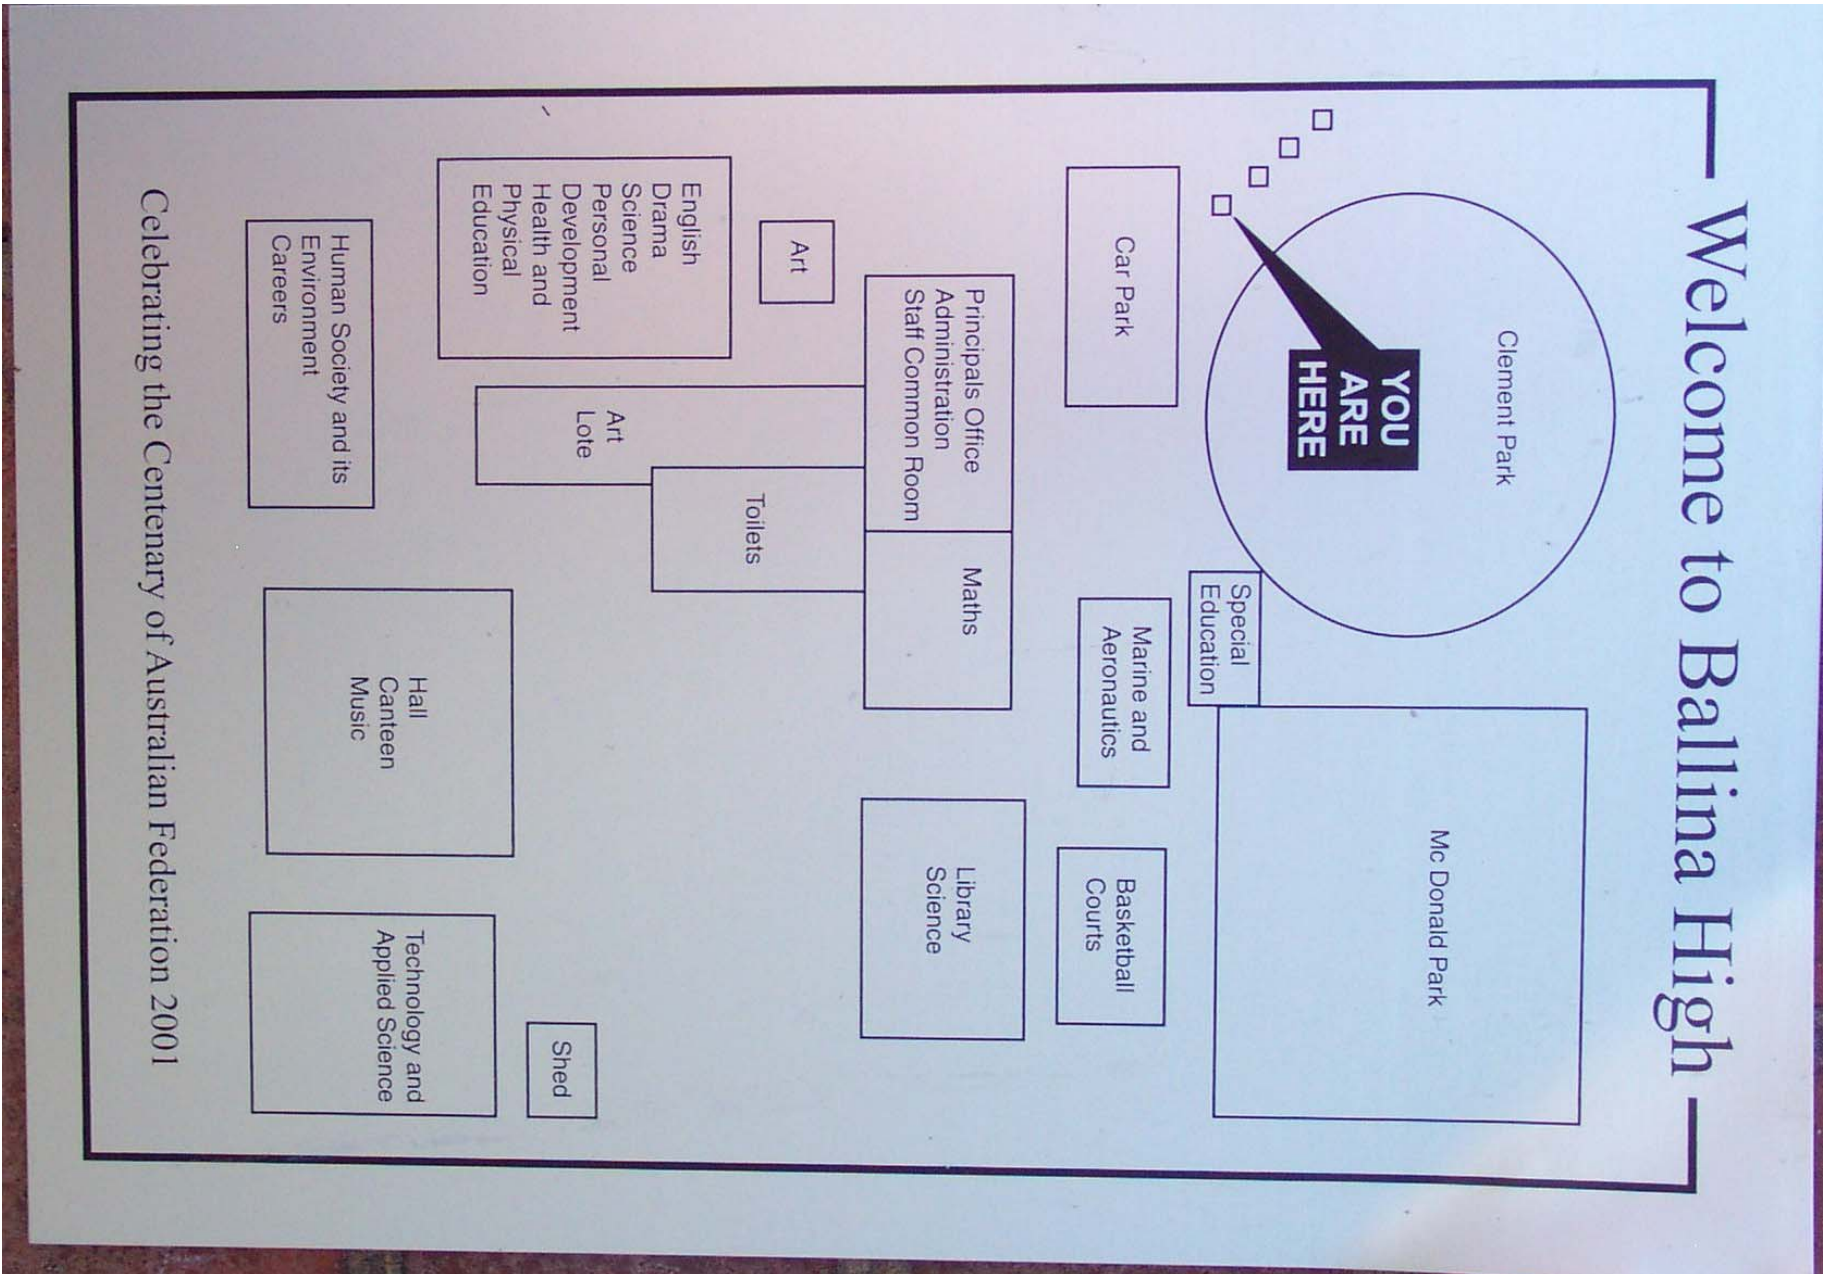 Welcome to Ballina High
Clement Park
YOU
ARE
HERE
Mc Donald Park
Special
Education
Car Park
Marine and
Aeronautics
Basketball
Courts
Principals Office
Administration
Staff Common Room
Maths
Library
Science
Art
Toilets
English
Drama
Science
Personal
Development
Health and
Physical
Education
Art
Lote
Shed
Hall
Canteen
Music
Technology and
Applied Science
Human Society and its
Environment
Careers
Celebrating the Centenary of Australian Federation 2001